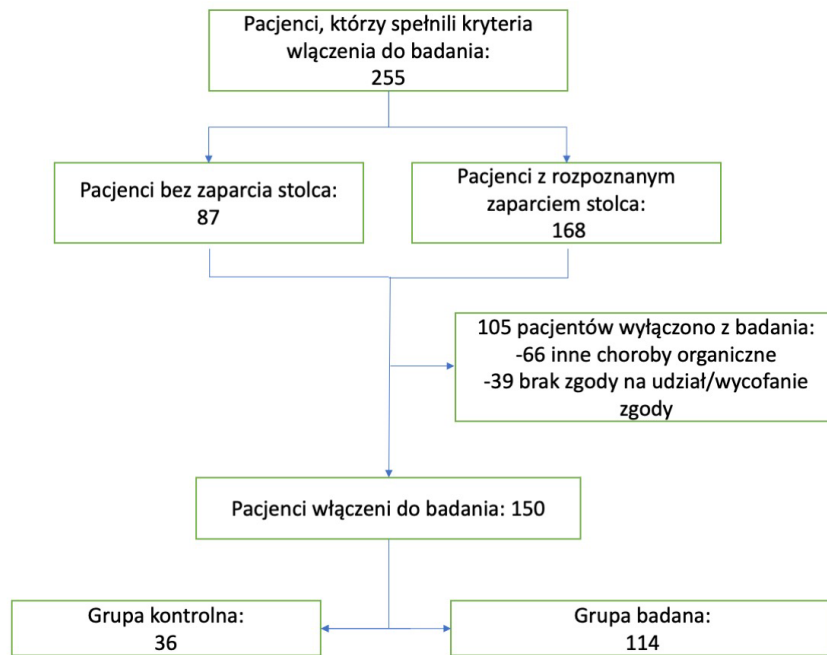 Pacjenci, którzy spełnili kryteria
wlączenia do badania:
255
Pacjenci bez zaparcia stolca:
87
Pacjenci z rozpoznanym
zaparciem stolca:
168
105 pacjentów wyłączono z badania:
-66 inne choroby organiczne
-39 brak zgody na udział/wycofanie
zgody
Pacjenci włączeni do badania: 150
Grupa kontrolna:
36
Grupa badana:
114